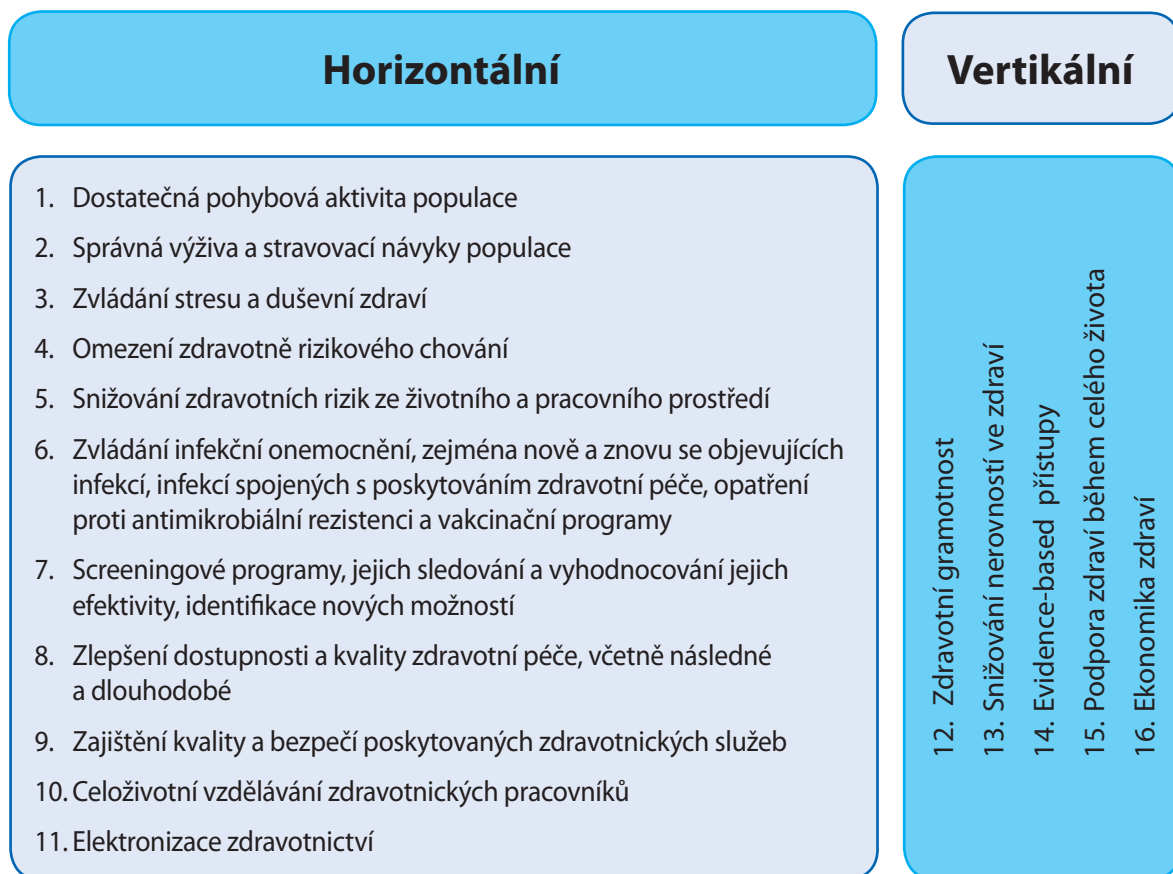 Horizontální
Vertikální
1. Dostatečná pohybová aktivita populace
2. Správná výživa a stravovací návyky populace
3. Zvládání stresu a duševní zdraví
4. Omezení zdravotně rizikového chování
5. Snižování zdravotních rizik ze životního a pracovního prostředí
6. Zvládání infekční onemocnění, zejména nově a znovu se objevujících
infekcí, infekcí spojených s poskytováním zdravotní péče, opatření
proti antimikrobiální rezistenci a vakcinační programy
7. Screeningové programy, jejich sledování a vyhodnocování jejich
efektivity, identifikace nových možností
8. Zlepšení dostupnosti a kvality zdravotní péče, včetně následné
a dlouhodobé
9. Zajištění kvality a bezpečí poskytovaných zdravotnických služeb
10. Celoživotní vzdělávání zdravotnických pracovníků
11. Elektronizace zdravotnictví
12. Zdravotní gramotnost
13. Snižování nerovností ve zdraví
14. Evidence-based přístupy
15. Podpora zdraví během celého života
16. Ekonomika zdraví